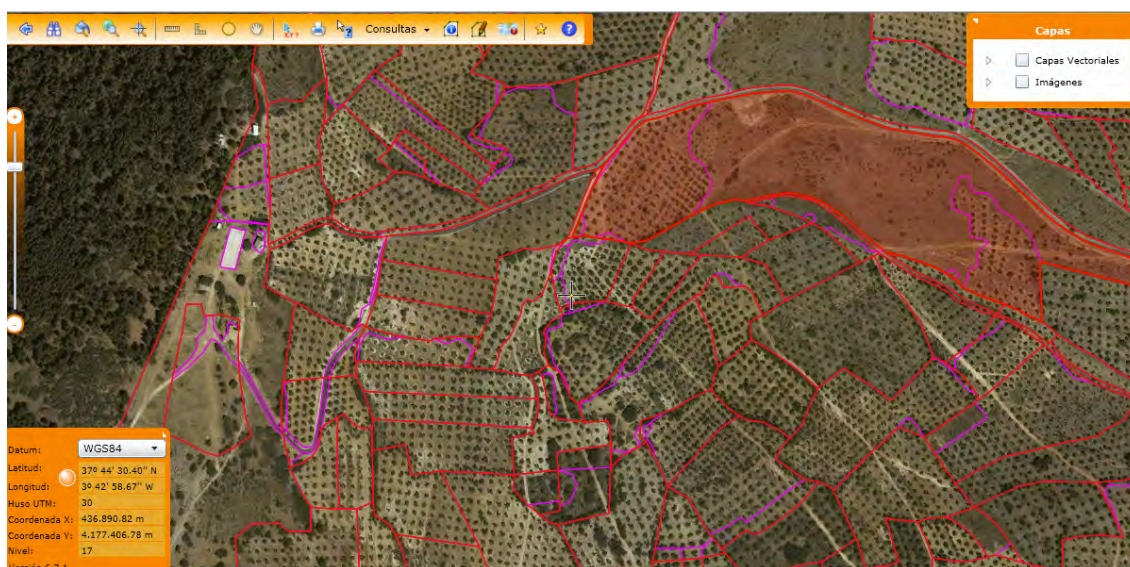 XY?
Consultas
Capas
Capas Vectoriales
Imágenes
Datum: WGS84
Latitud: 37º 44' 30.40'' N
Longitud: 3º 42' 58.67'' W
Huso UTM: 30
Coordenada X: 436.890.82 m
Coordenada Y: 4.177.406.78 m
Nivel: 17